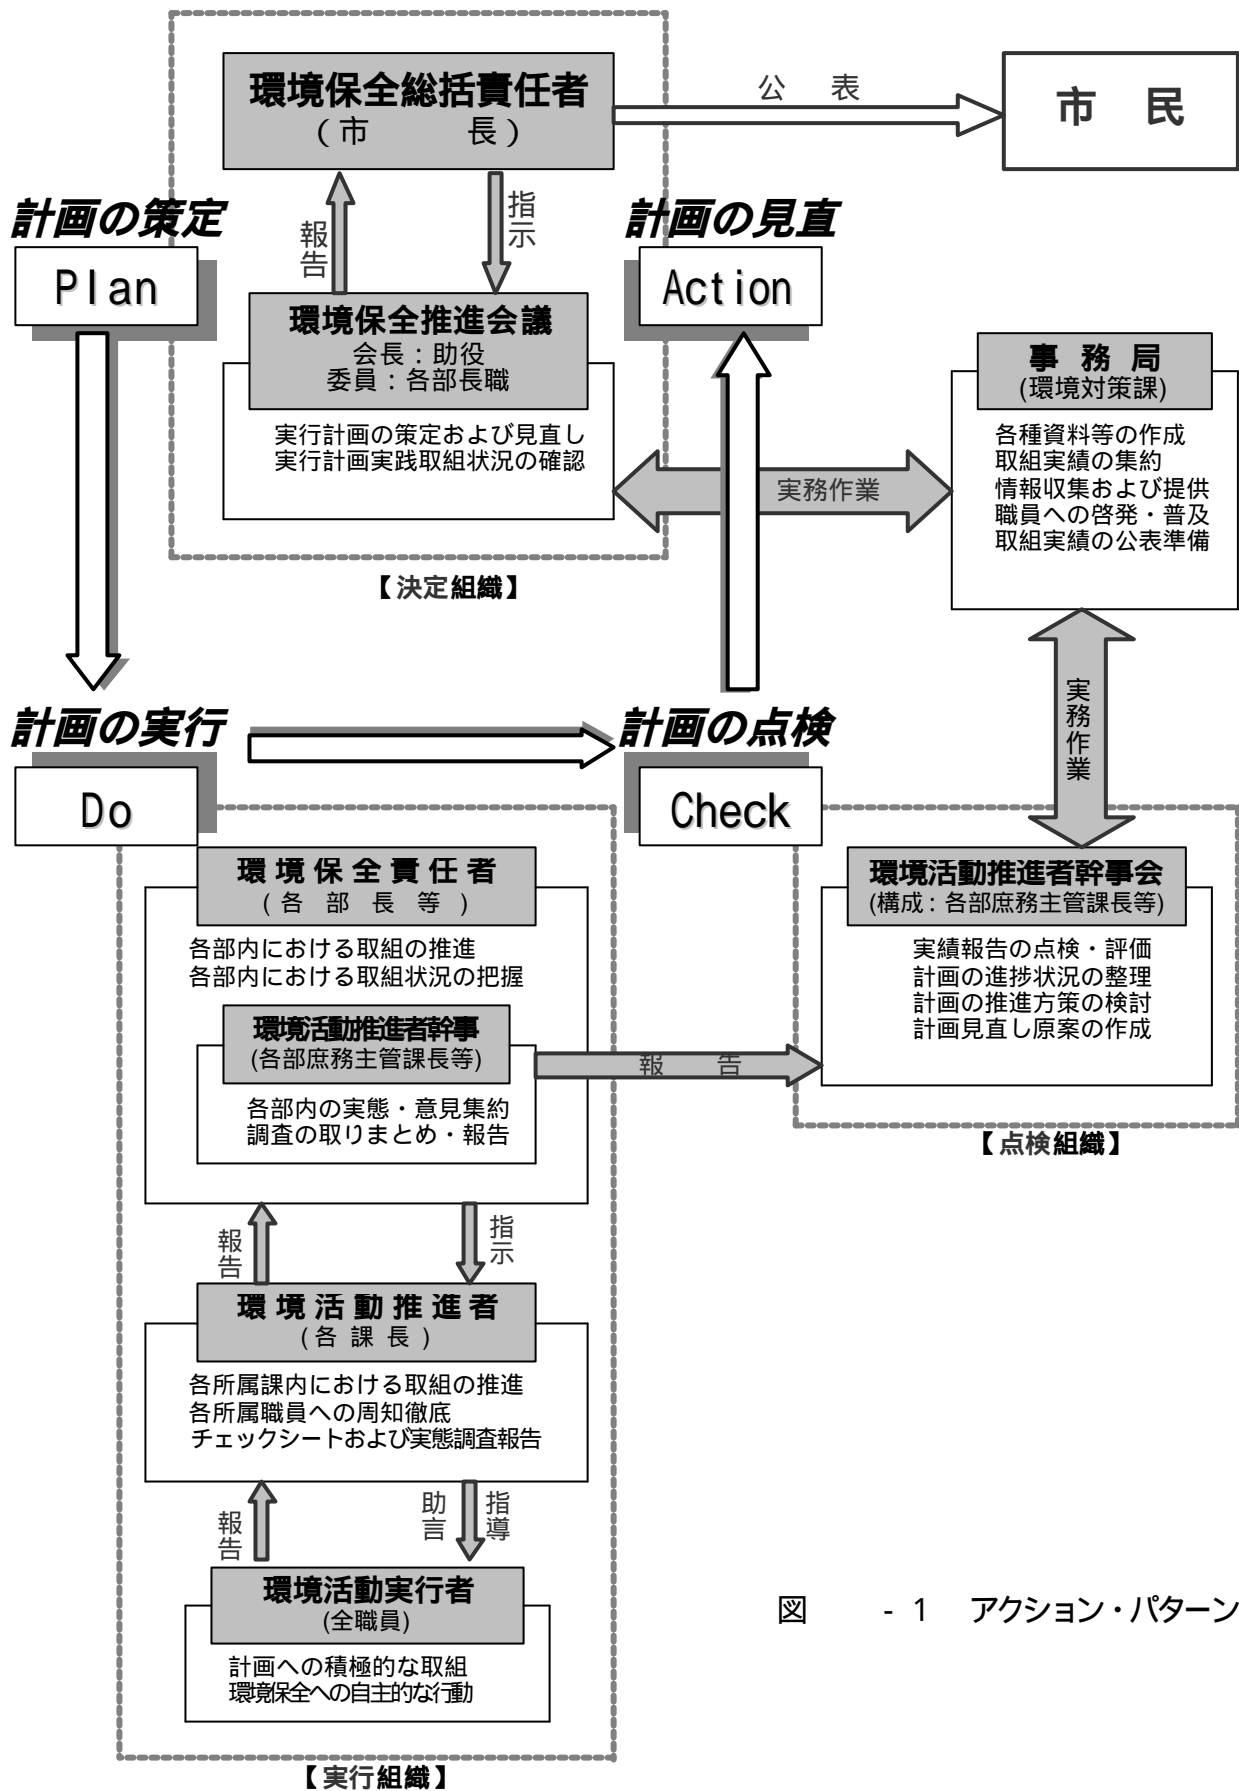 環境保全総括責任者
（市　長）
公　表
市　民
報告
指示
計画の策定
Plan
計画の見直
Action
環境保全推進会議
会長：助役
委員：各部長職
実行計画の策定および見直し
実行計画実践取組状況の確認
【決定組織】
実務作業
事務局
(環境対策課)
各種資料等の作成
取組実績の集約
情報収集および提供
職員への啓発・普及
取組実績の公表準備
実務作業
計画の実行
Do
計画の点検
Check
環境保全責任者
(各部長等)
各部内における取組の推進
各部内における取組状況の把握
環境活動推進者幹事
(各部庶務主管課長等)
各部内の実態・意見集約
調査の取りまとめ・報告
報　告
環境活動推進者幹事会
(構成：各部庶務主管課長等)
実績報告の点検・評価
計画の進捗状況の整理
計画の推進方策の検討
計画見直し原案の作成
【点検組織】
報告
指示
環境活動推進者
(各課長)
各所属課内における取組の推進
各所属職員への周知徹底
チェックシートおよび実態調査報告
報告
助言
指導
環境活動実行者
(全職員)
計画への積極的な取組
環境保全への自主的な行動
【実行組織】
図　-1　アクション・パターン